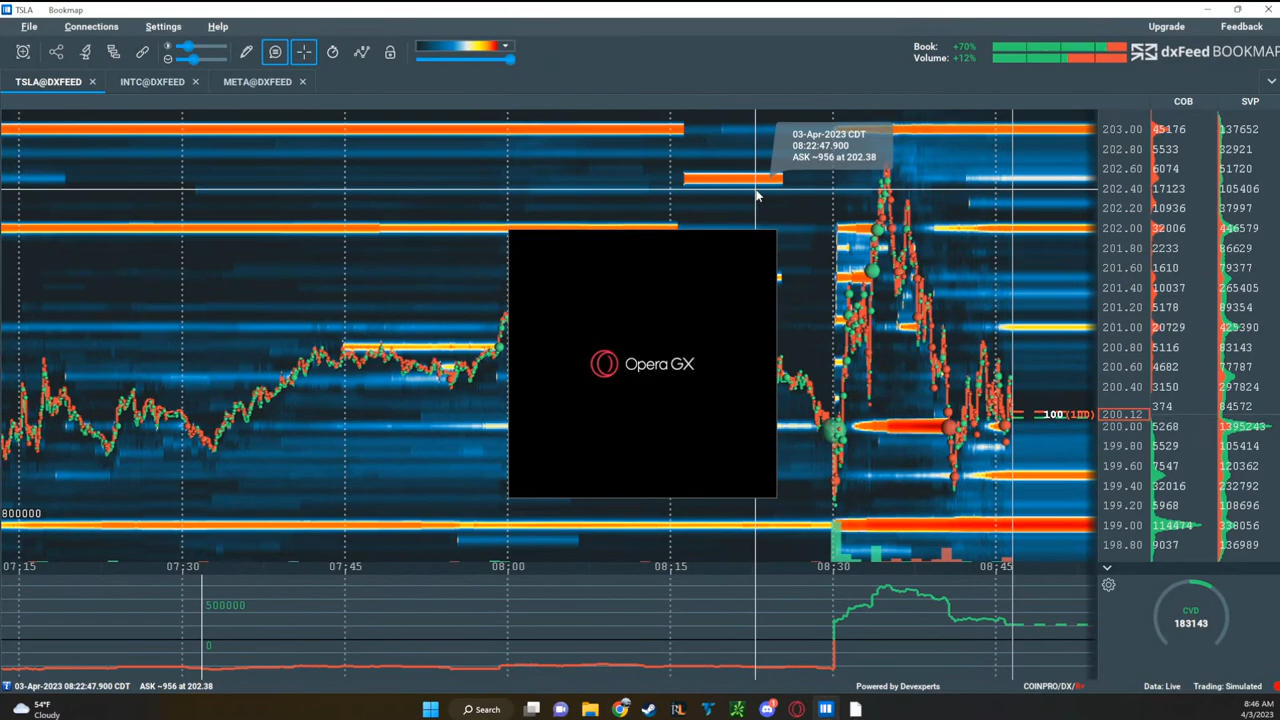 TSLA Bookmap
File Connections Settings Help Upgrade Feedback
Book: +70%
Volume: +12%
dxFeed BOOKMAP
TSLA@DXFEED INTC@DXFEED META@DXFEED
COB SVP
03-Apr-2023 CDT
08:22:47.900
ASK ~956 at 202.38
203.00 45176 137652
202.80 5533 32921
202.60 6074 51720
202.40 17123 105406
202.20 10936 37997
202.00 32006 446579
201.80 2233 86629
201.60 1610 79377
201.40 10037 265405
201.20 5178 89354
201.00 20729 425390
200.80 5116 83143
200.60 4682 77787
200.40 3150 297824
374 84572
100 (100) 200.12
200.00 5268 1395243
199.80 5529 105414
199.60 7547 120362
199.40 32016 232792
199.20 5968 108696
199.00 114474 338056
198.80 9037 136989
Opera GX
800000
07:15 07:30 07:45 08:00 08:15 08:30 08:45
500000
0
CVD
183143
03-Apr-2023 08:22:47.900 CDT ASK ~956 at 202.38 Powered by Devexperts COINPRO/DX/R+ Data: Live Trading: Simulated
54°F
Cloudy
Search
8:46 AM
4/3/2023